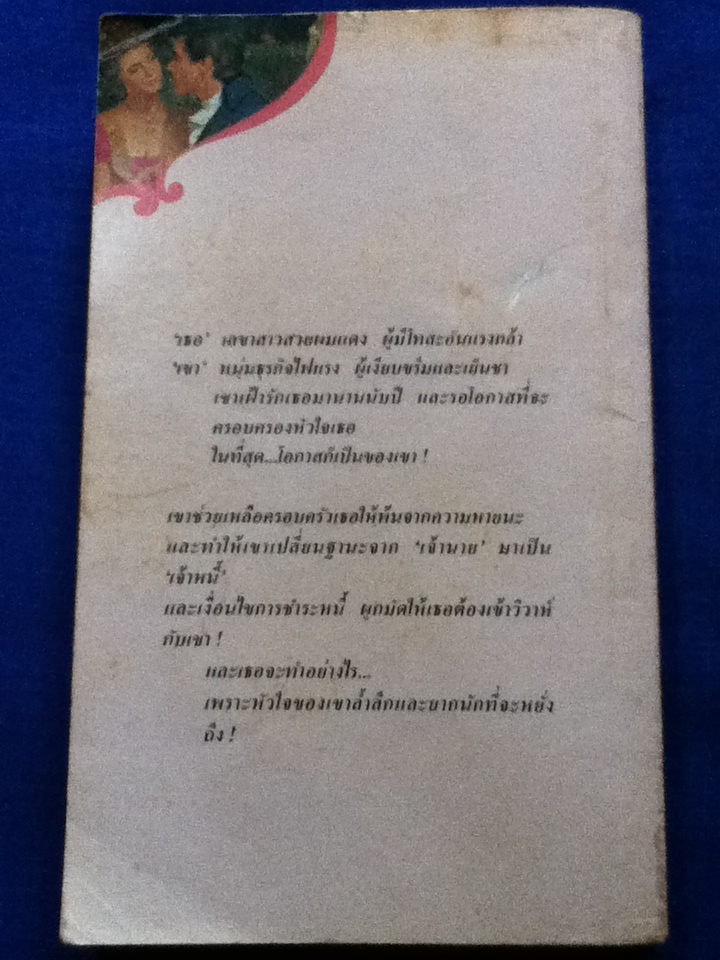 'เธอ' เลขาสาวสวยผมแดง ผู้มีโทสะอันแรงกล้า
'เขา' หนุ่มธุรกิจไฟแรง ผู้เงียบขรึมและเย็นชา
เขาเฝ้ารักเธอมานานนับปี และรอโอกาสที่จะ
ครอบครองหัวใจเธอ
ในที่สุด...โอกาสก็เป็นของเขา !
เขาช่วยเหลือครอบครัวเธอให้พ้นจากความหายนะ
และทำให้เขาเปลี่ยนฐานะจาก 'เจ้านาย' มาเป็น
'เจ้าหนี้'
และเงื่อนไขการชำระหนี้ ผูกมัดให้เธอต้องเข้าวิวาห์
กับเขา !
และเธอจะทำอย่างไร...
เพราะหัวใจของเขาล้ำลึกและยากนักที่จะหยั่ง
ถึง !